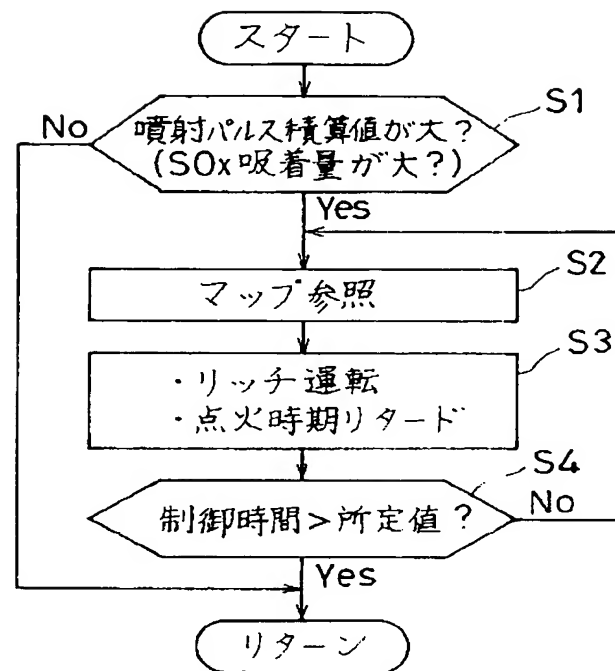 スタート
S1
No
噴射パルス積算値が大?
(SOx吸着量が大?)
Yes
S2
マップ参照
S3
・リッチ運転
・点火時期リタード
S4
制御時間>所定値?
No
Yes
リターン